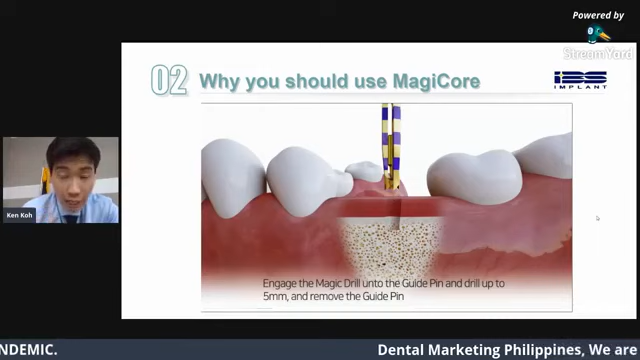 Powered by
StreamYard
02 Why you should use MagiCore
IBS
IMPLANT
Ken Koh
Engage the Magic Drill unto the Guide Pin and drill up to
5mm, and remove the Guide Pin
NDEMIC.
Dental Marketing Philippines, We are